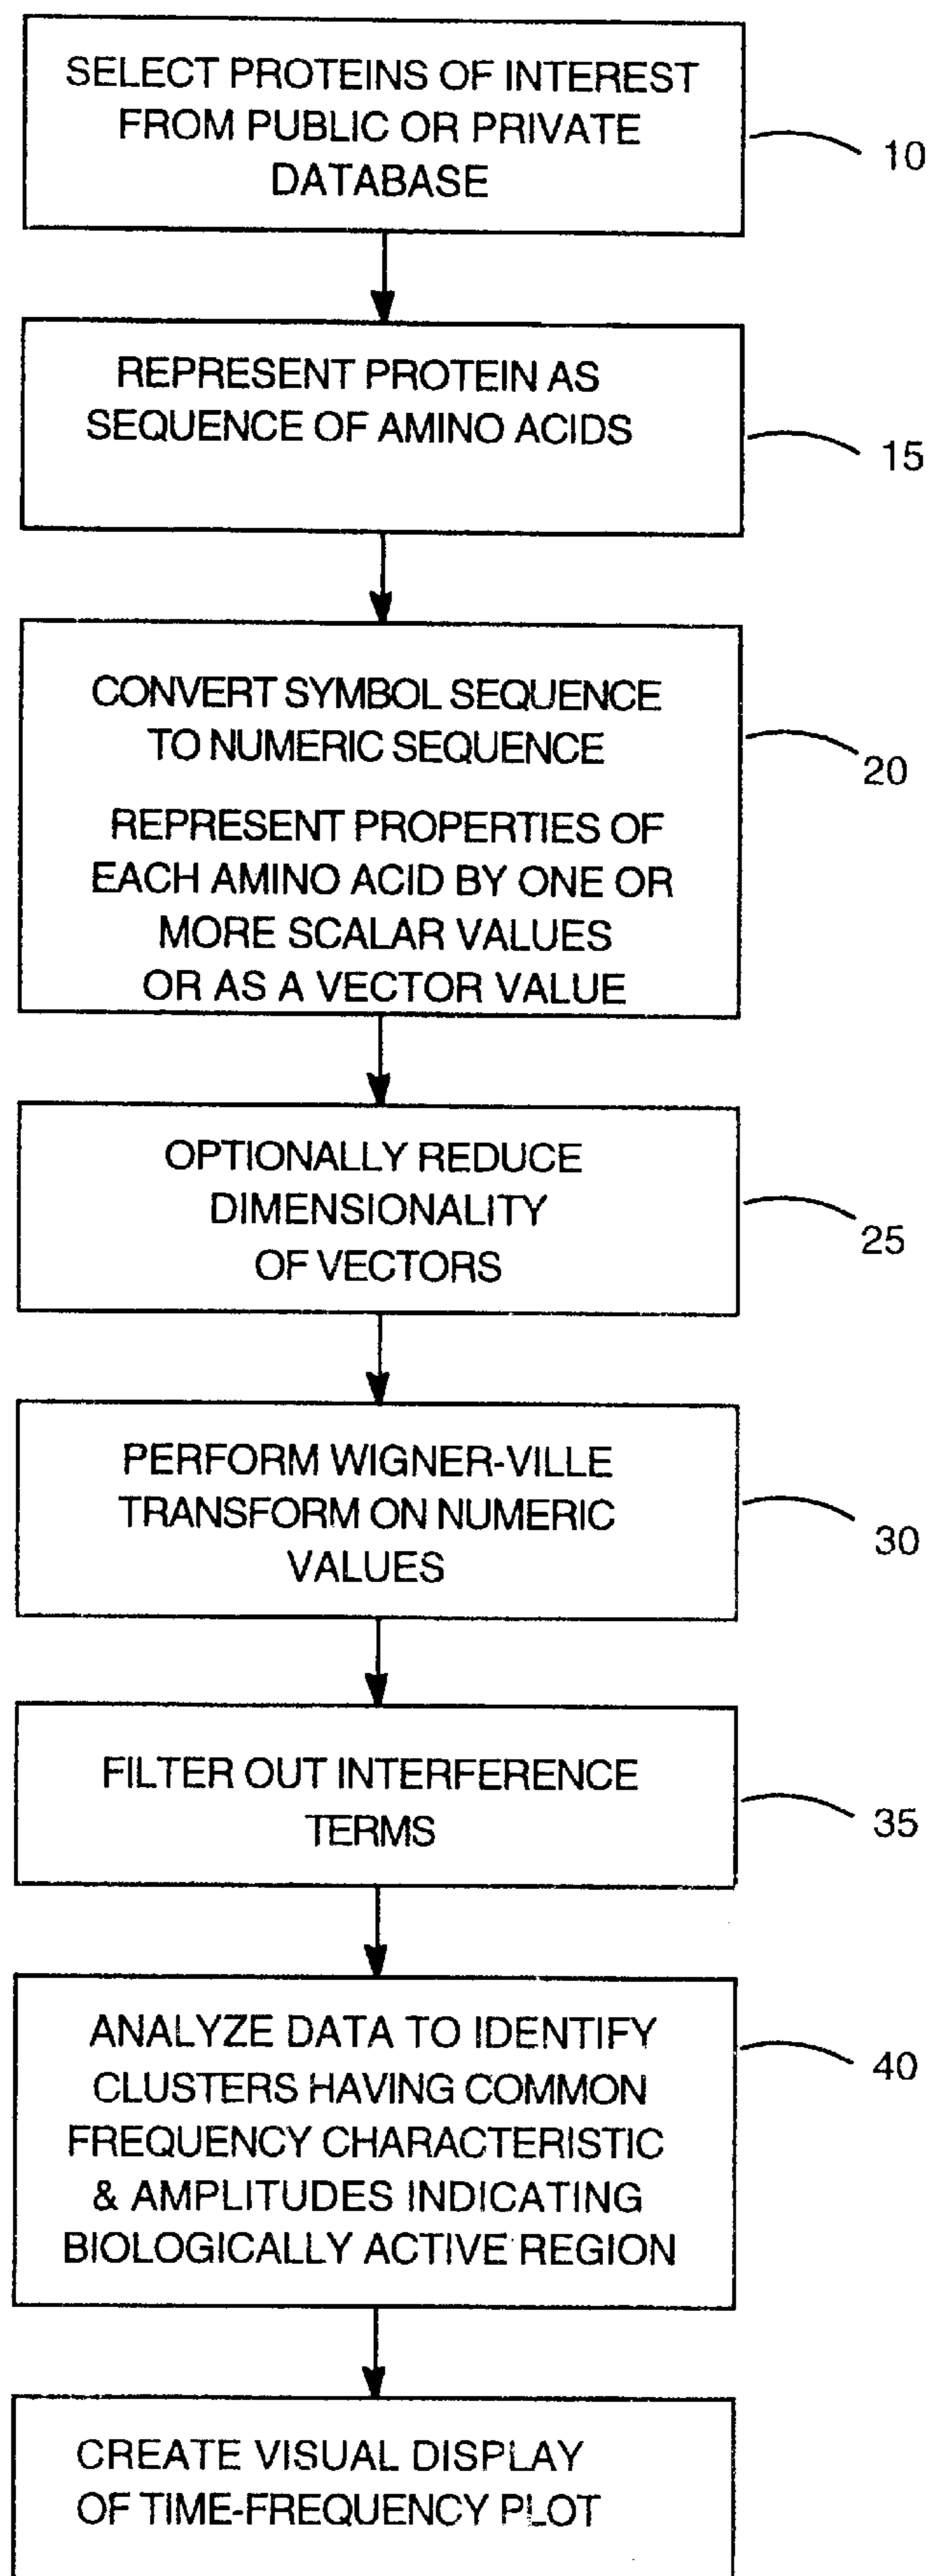 SELECT PROTEINS OF INTEREST
FROM PUBLIC OR PRIVATE
DATABASE
10
REPRESENT PROTEIN AS
SEQUENCE OF AMINO ACIDS
15
CONVERT SYMBOL SEQUENCE
TO NUMERIC SEQUENCE
REPRESENT PROPERTIES OF
EACH AMINO ACID BY ONE OR
MORE SCALAR VALUES
OR AS A VECTOR VALUE
20
OPTIONALLY REDUCE
DIMENSIONALITY
OF VECTORS
25
PERFORM WIGNER-VILLE
TRANSFORM ON NUMERIC
VALUES
30
FILTER OUT INTERFERENCE
TERMS
35
ANALYZE DATA TO IDENTIFY
CLUSTERS HAVING COMMON
FREQUENCY CHARACTERISTIC
& AMPLITUDES INDICATING
BIOLOGICALLY ACTIVE REGION
40
CREATE VISUAL DISPLAY
OF TIME-FREQUENCY PLOT